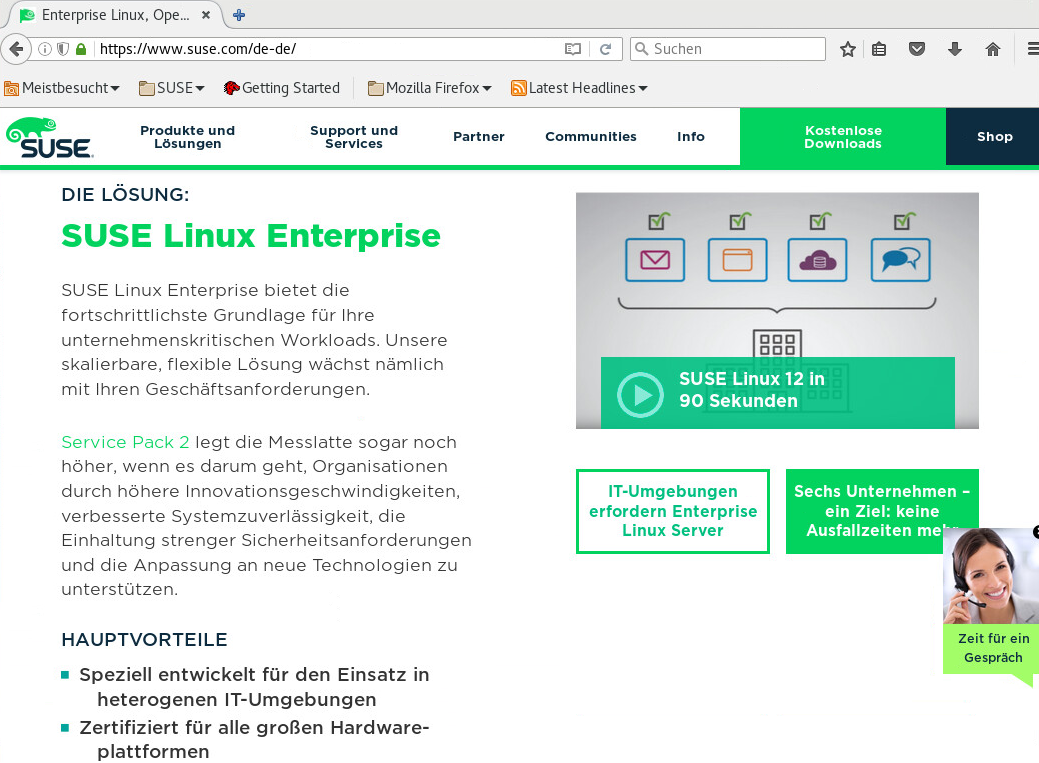 Enterprise Linux, Ope...
https://www.suse.com/de-de/
Suchen
Meistbesucht
SUSE
Getting Started
Mozilla Firefox
Latest Headlines
SUSE
Produkte und
Lösungen
Support und
Services
Partner
Communities
Info
Kostenlose
Downloads
Shop
DIE LÖSUNG:
SUSE Linux Enterprise
SUSE Linux Enterprise bietet die
fortschrittlichste Grundlage für Ihre
unternehmenskritischen Workloads. Unsere
skalierbare, flexible Lösung wächst nämlich
mit Ihren Geschäftsanforderungen.
Service Pack 2 legt die Messlatte sogar noch
höher, wenn es darum geht, Organisationen
durch höhere Innovationsgeschwindigkeiten,
verbesserte Systemzuverlässigkeit, die
Einhaltung strenger Sicherheitsanforderungen
und die Anpassung an neue Technologien zu
unterstützen.
HAUPTVORTEILE
Speziell entwickelt für den Einsatz in
heterogenen IT-Umgebungen
Zertifiziert für alle großen Hardware-
plattformen
SUSE Linux 12 in
90 Sekunden
IT-Umgebungen
erfordern Enterprise
Linux Server
Sechs Unternehmen –
ein Ziel: keine
Ausfallzeiten mehr
Zeit für ein
Gespräch